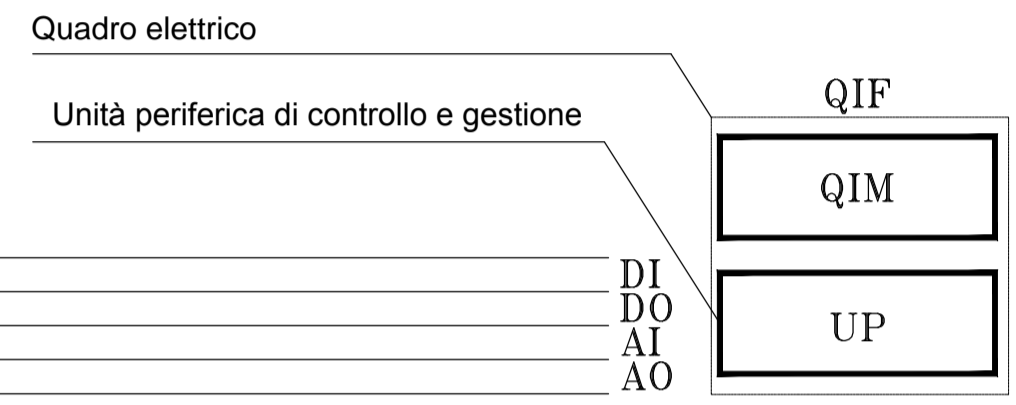 Quadro elettrico
QIF
Unità periferica di controllo e gestione
QIM
DI
DO
UP
AI
AO